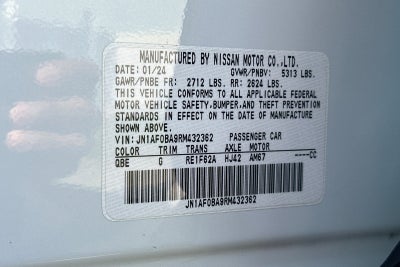 MANUFACTURED BY NISSAN MOTOR CO.,LTD.
DATE: 01/24 GVWR/PNBV: 5313 LBS.
GAWR/PNBE FR: 2712 LBS. RR: 2624 LBS.
THIS VEHICLE CONFORMS TO ALL APPLICABLE FEDERAL
MOTOR VEHICLE SAFETY,BUMPER,AND THEFT PREVENTION
STANDARDS IN EFFECT ON THE DATE OF MANUFACTURE
SHOWN ABOVE.
VIN: JN1AF0BA9RM432362 PASSENGER CAR
COLOR TRIM TRANS AXLE MOTOR
QBE G RE1F62A HJ42 AM67 ----CC
JN1AF0BA9RM432362